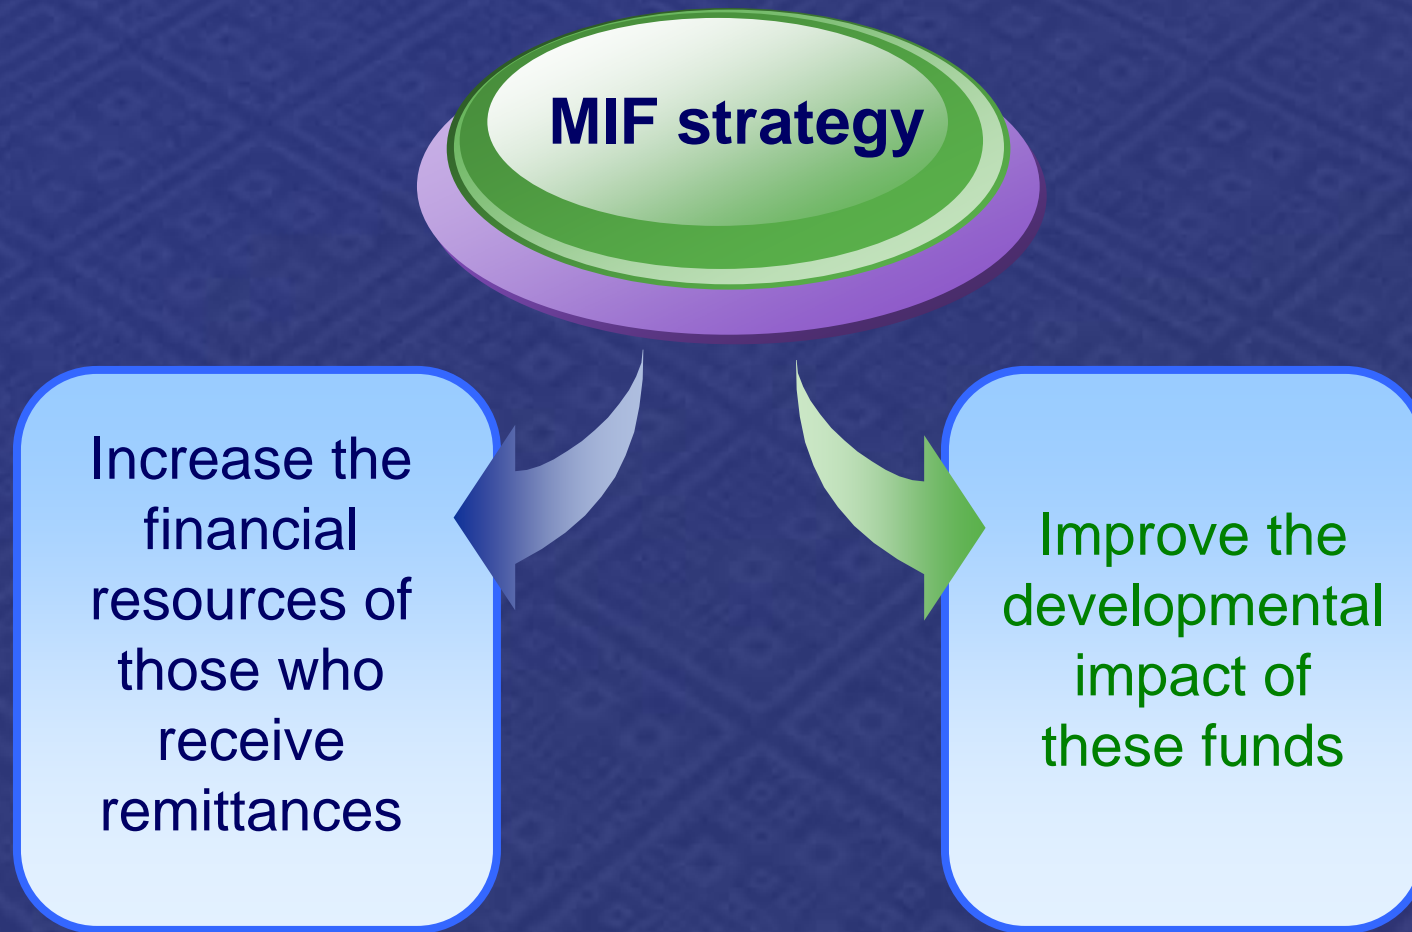 MIF strategy
Increase the
financial
resources of
those who
receive
remittances
Improve the
developmental
impact of
these funds